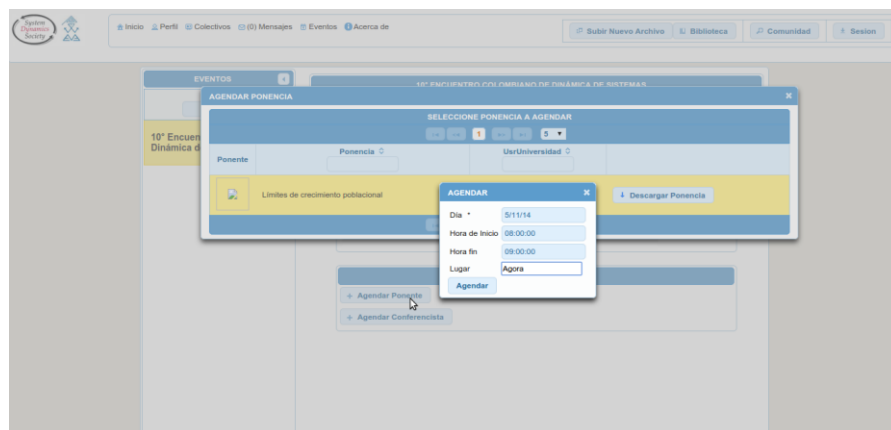 System
Dynamics
Society
Inicio Perfil Colectivos (0) Mensajes Eventos Acerca de
Subir Nuevo Archivo Biblioteca Comunidad Sesion
EVENTOS
10° ENCUENTRO COLOMBIANO DE DINÁMICA DE SISTEMAS
AGENDAR PONENCIA
SELECCIONE PONENCIA A AGENDAR
1 5
10° Encuen
Dinámica d
Ponente Ponencia UsrUniversidad
Límites de crecimiento poblacional
Descargar Ponencia
AGENDAR
Día * 5/11/14
Hora de Inicio 08:00:00
Hora fin 09:00:00
Lugar Agora
Agendar
+ Agendar Ponente
+ Agendar Conferencista